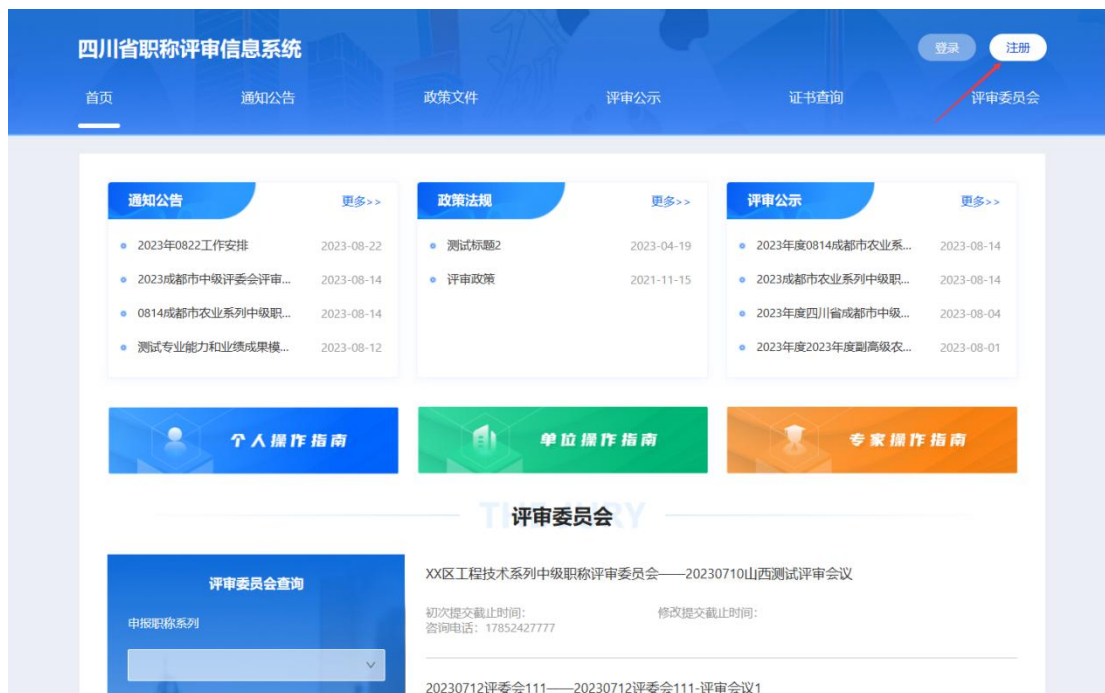 四川省职称评审信息系统
登录 注册
首页 通知公告 政策文件 评审公示 证书查询 评审委员会
通知公告 更多>>
2023年0822工作安排 2023-08-22
2023成都市中级评委会评审... 2023-08-14
0814成都市农业系列中级职... 2023-08-14
测试专业能力和业绩成果模... 2023-08-12
政策法规 更多>>
测试标题2 2023-04-19
评审政策 2021-11-15
评审公示 更多>>
2023年度0814成都市农业系... 2023-08-14
2023成都市农业系列中级职... 2023-08-14
2023年度四川省成都市中级... 2023-08-04
2023年度2023年度副高级农... 2023-08-01
个人操作指南 单位操作指南 专家操作指南
评审委员会
评审委员会查询
申报职称系列
XX区工程技术系列中级职称评审委员会——20230710山西测试评审会议
初次提交截止时间: 修改提交截止时间:
咨询电话: 17852427777
20230712评委会111——20230712评委会111-评审会议1